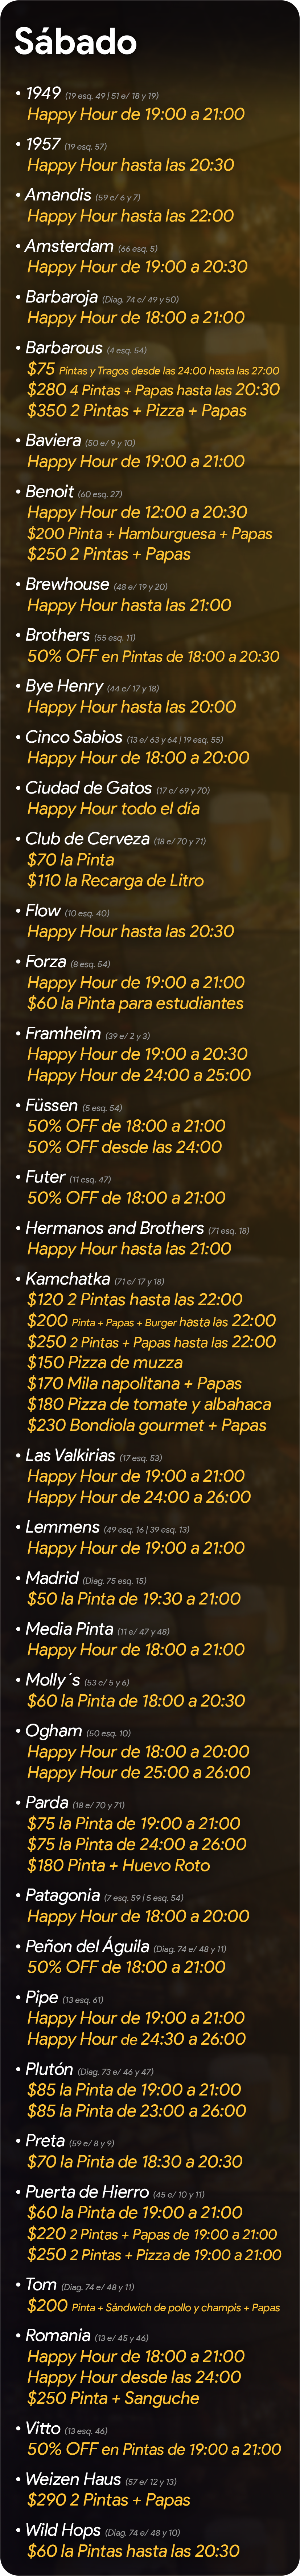 Sábado
• 1949 (19 esq. 49 | 51 e/ 18 y 19)
Happy Hour de 19:00 a 21:00
• 1957 (19 esq. 57)
Happy Hour hasta las 20:30
• Amandis (59 e/ 6 y 7)
Happy Hour hasta las 22:00
• Amsterdam (66 esq. 5)
Happy Hour de 19:00 a 20:30
• Barbaroja (Diag. 74 e/ 49 y 50)
Happy Hour de 18:00 a 21:00
• Barbarous (4 esq. 54)
$75 Pintas y Tragos desde las 24:00 hasta las 27:00
$280 4 Pintas + Papas hasta las 20:30
$350 2 Pintas + Pizza + Papas
• Baviera (50 e/ 9 y 10)
Happy Hour de 19:00 a 21:00
• Benoit (60 esq. 27)
Happy Hour de 12:00 a 20:30
$200 Pinta + Hamburguesa + Papas
$250 2 Pintas + Papas
• Brewhouse (48 e/ 19 y 20)
Happy Hour hasta las 21:00
• Brothers (55 esq. 11)
50% OFF en Pintas de 18:00 a 20:30
• Bye Henry (44 e/ 17 y 18)
Happy Hour hasta las 20:00
• Cinco Sabios (13 e/ 63 y 64 | 19 esq. 55)
Happy Hour de 18:00 a 20:00
• Ciudad de Gatos (17 e/ 69 y 70)
Happy Hour todo el día
• Club de Cerveza (18 e/ 70 y 71)
$70 la Pinta
$110 la Recarga de Litro
• Flow (10 esq. 40)
Happy Hour hasta las 20:30
• Forza (8 esq. 54)
Happy Hour de 19:00 a 21:00
$60 la Pinta para estudiantes
• Framheim (39 e/ 2 y 3)
Happy Hour de 19:00 a 20:30
Happy Hour de 24:00 a 25:00
• Füssen (5 esq. 54)
50% OFF de 18:00 a 21:00
50% OFF desde las 24:00
• Futer (11 esq. 47)
50% OFF de 18:00 a 21:00
• Hermanos and Brothers (71 esq. 18)
Happy Hour hasta las 21:00
• Kamchatka (71 e/ 17 y 18)
$120 2 Pintas hasta las 22:00
$200 Pinta + Papas + Burger hasta las 22:00
$250 2 Pintas + Papas hasta las 22:00
$150 Pizza de muzza
$170 Mila napolitana + Papas
$180 Pizza de tomate y albahaca
$230 Bondiola gourmet + Papas
• Las Valkirias (17 esq. 53)
Happy Hour de 19:00 a 21:00
Happy Hour de 24:00 a 26:00
• Lemmens (49 esq. 16 | 39 esq. 13)
Happy Hour de 19:00 a 21:00
• Madrid (Diag. 75 esq. 15)
$50 la Pinta de 19:30 a 21:00
• Media Pinta (11 e/ 47 y 48)
Happy Hour de 18:00 a 21:00
• Molly´s (53 e/ 5 y 6)
$60 la Pinta de 18:00 a 20:30
• Ogham (50 esq. 10)
Happy Hour de 18:00 a 20:00
Happy Hour de 25:00 a 26:00
• Parda (18 e/ 70 y 71)
$75 la Pinta de 19:00 a 21:00
$75 la Pinta de 24:00 a 26:00
$180 Pinta + Huevo Roto
• Patagonia (7 esq. 59 | 5 esq. 54)
Happy Hour de 18:00 a 20:00
• Peñon del Águila (Diag. 74 e/ 48 y 11)
50% OFF de 18:00 a 21:00
• Pipe (13 esq. 61)
Happy Hour de 19:00 a 21:00
Happy Hour de 24:30 a 26:00
• Plutón (Diag. 73 e/ 46 y 47)
$85 la Pinta de 19:00 a 21:00
$85 la Pinta de 23:00 a 26:00
• Preta (59 e/ 8 y 9)
$70 la Pinta de 18:30 a 20:30
• Puerta de Hierro (45 e/ 10 y 11)
$60 la Pinta de 19:00 a 21:00
$220 2 Pintas + Papas de 19:00 a 21:00
$250 2 Pintas + Pizza de 19:00 a 21:00
• Tom (Diag. 74 e/ 48 y 11)
$200 Pinta + Sándwich de pollo y champis + Papas
• Romania (13 e/ 45 y 46)
Happy Hour de 18:00 a 21:00
Happy Hour desde las 24:00
$250 Pinta + Sanguche
• Vitto (13 esq. 46)
50% OFF en Pintas de 19:00 a 21:00
• Weizen Haus (57 e/ 12 y 13)
$290 2 Pintas + Papas
• Wild Hops (Diag. 74 e/ 48 y 10)
$60 la Pintas hasta las 20:30